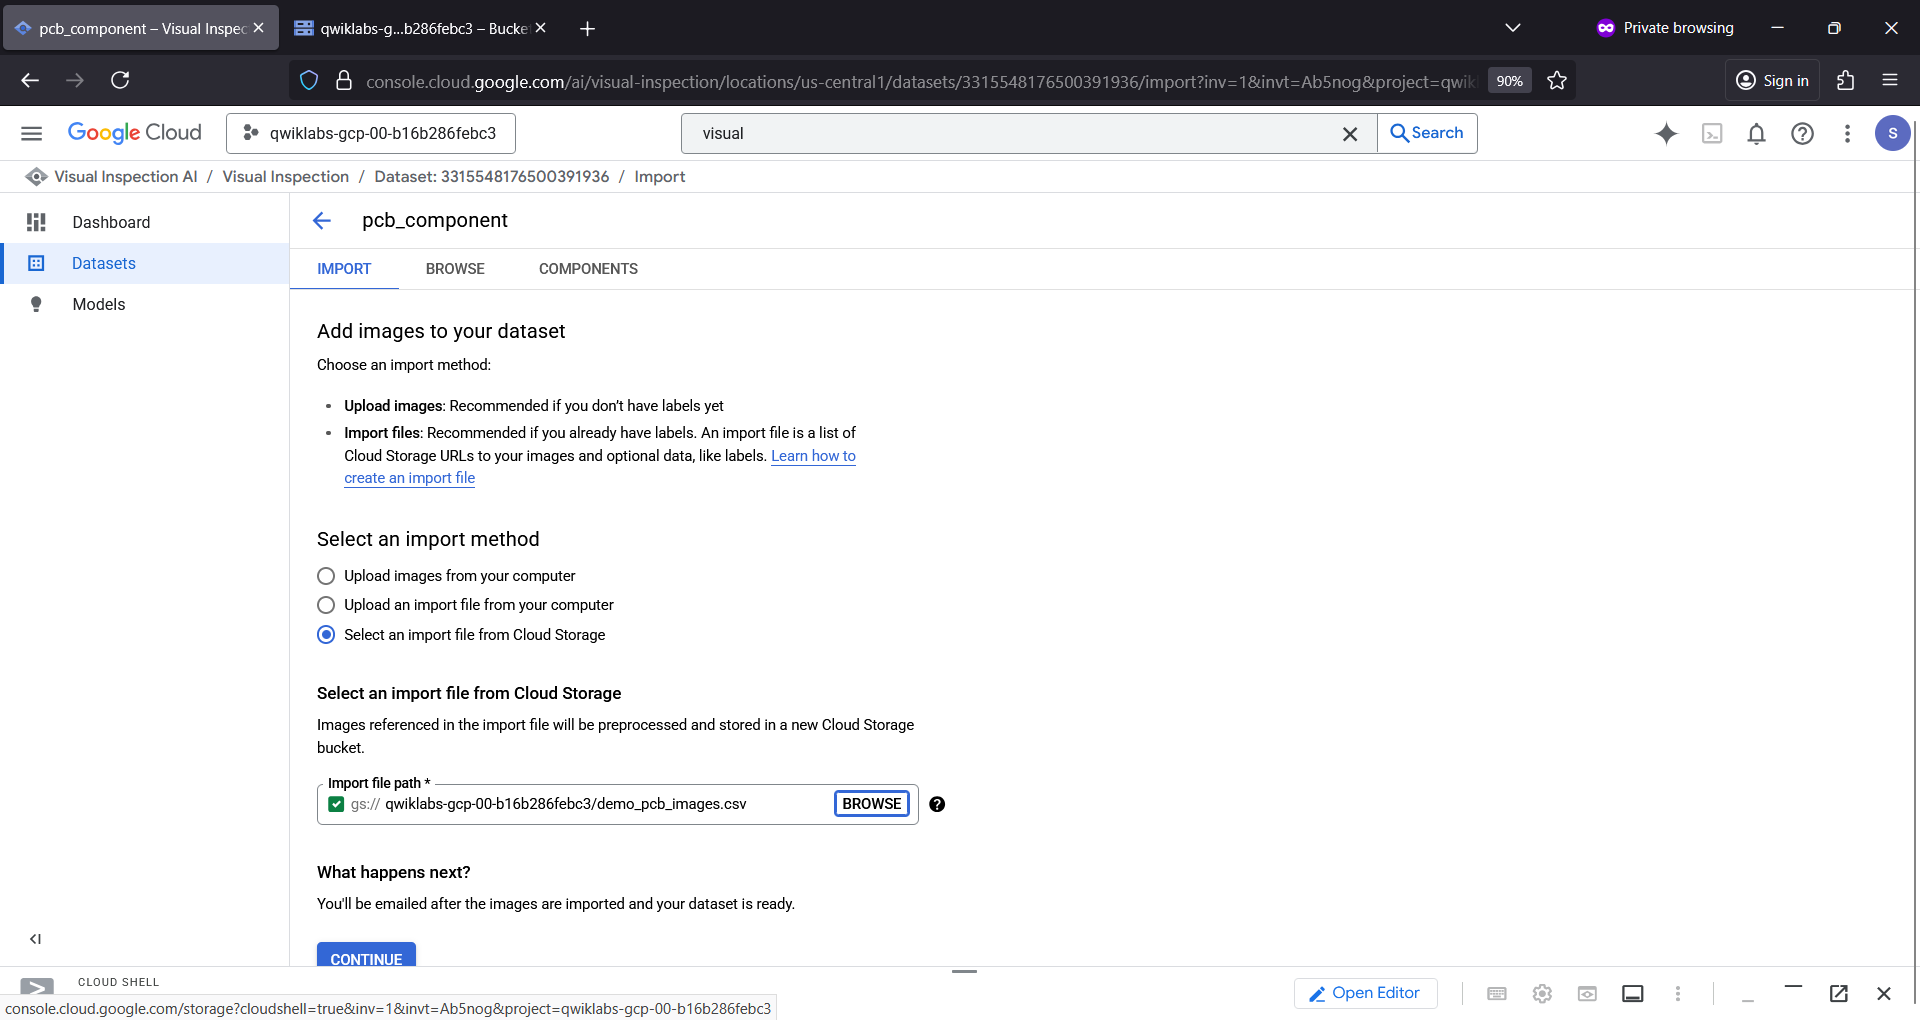 pcb_component – Visual Inspec
qwiklabs-g...b286febc3 – Bucke
Private browsing
console.cloud.google.com/ai/visual-inspection/locations/us-central1/datasets/3315548176500391936/import?inv=1&invt=Ab5nog&project=qwik
90%
Sign in
Google Cloud
qwiklabs-gcp-00-b16b286febc3
visual
Search
S
Visual Inspection AI / Visual Inspection / Dataset: 3315548176500391936 / Import
Dashboard
Datasets
Models
pcb_component
IMPORT
BROWSE
COMPONENTS
Add images to your dataset
Choose an import method:
• Upload images: Recommended if you don't have labels yet
• Import files: Recommended if you already have labels. An import file is a list of
Cloud Storage URLs to your images and optional data, like labels. Learn how to
create an import file
Select an import method
Upload images from your computer
Upload an import file from your computer
Select an import file from Cloud Storage
Select an import file from Cloud Storage
Images referenced in the import file will be preprocessed and stored in a new Cloud Storage
bucket.
Import file path *
gs:// qwiklabs-gcp-00-b16b286febc3/demo_pcb_images.csv
BROWSE
What happens next?
You'll be emailed after the images are imported and your dataset is ready.
CONTINUE
CLOUD SHELL
Open Editor
console.cloud.google.com/storage?cloudshell=true&inv=1&invt=Ab5nog&project=qwiklabs-gcp-00-b16b286febc3